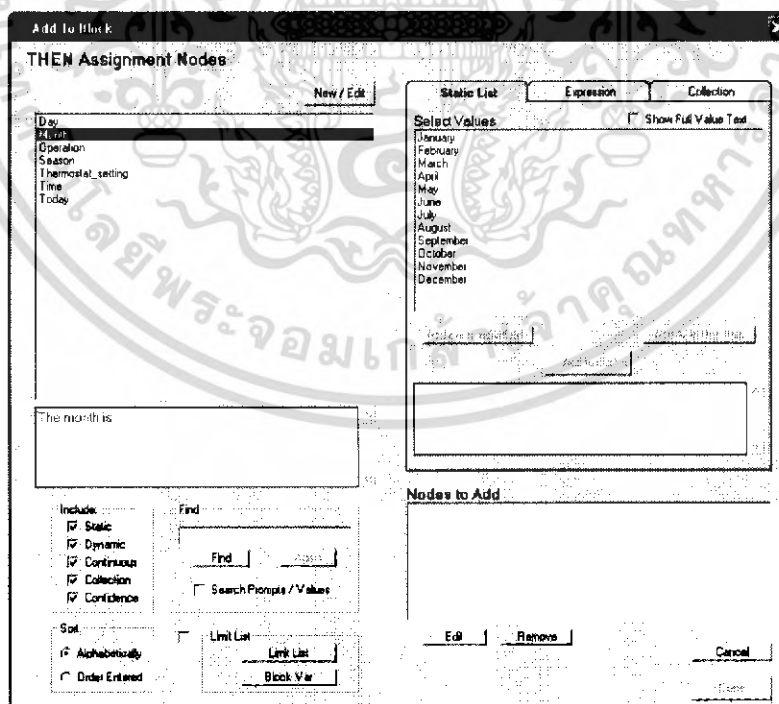 Add to Block
THEN Assignment Nodes
New / Edit
Day
Month
Operation
Season
Thermostat_setting
Time
Today
The month is
Include:
Static
Dynamic
Continuous
Collection
Confidence
Find
Find
Again
Search Prompts / Values
Sort
Alphabetically
Order Entered
Limit List
Limit List
Block Var
Static List
Expression
Collection
Select Values
Show Full Value Text
January
February
March
April
May
June
July
August
September
October
November
December
Nodes to Add
Edit
Remove
Cancel
Done